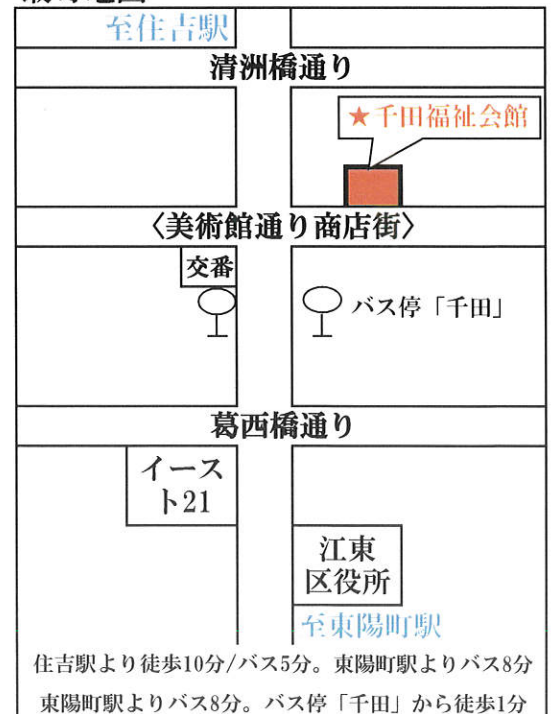 至住吉駅
清洲橋通り
★千田福祉会館
〈美術館通り商店街〉
交番
バス停「千田」
葛西橋通り
イース
ト21
江東
区役所
至東陽町駅
住吉駅より徒歩10分/バス5分。東陽町駅よりバス8分
東陽町駅よりバス8分。バス停「千田」から徒歩1分